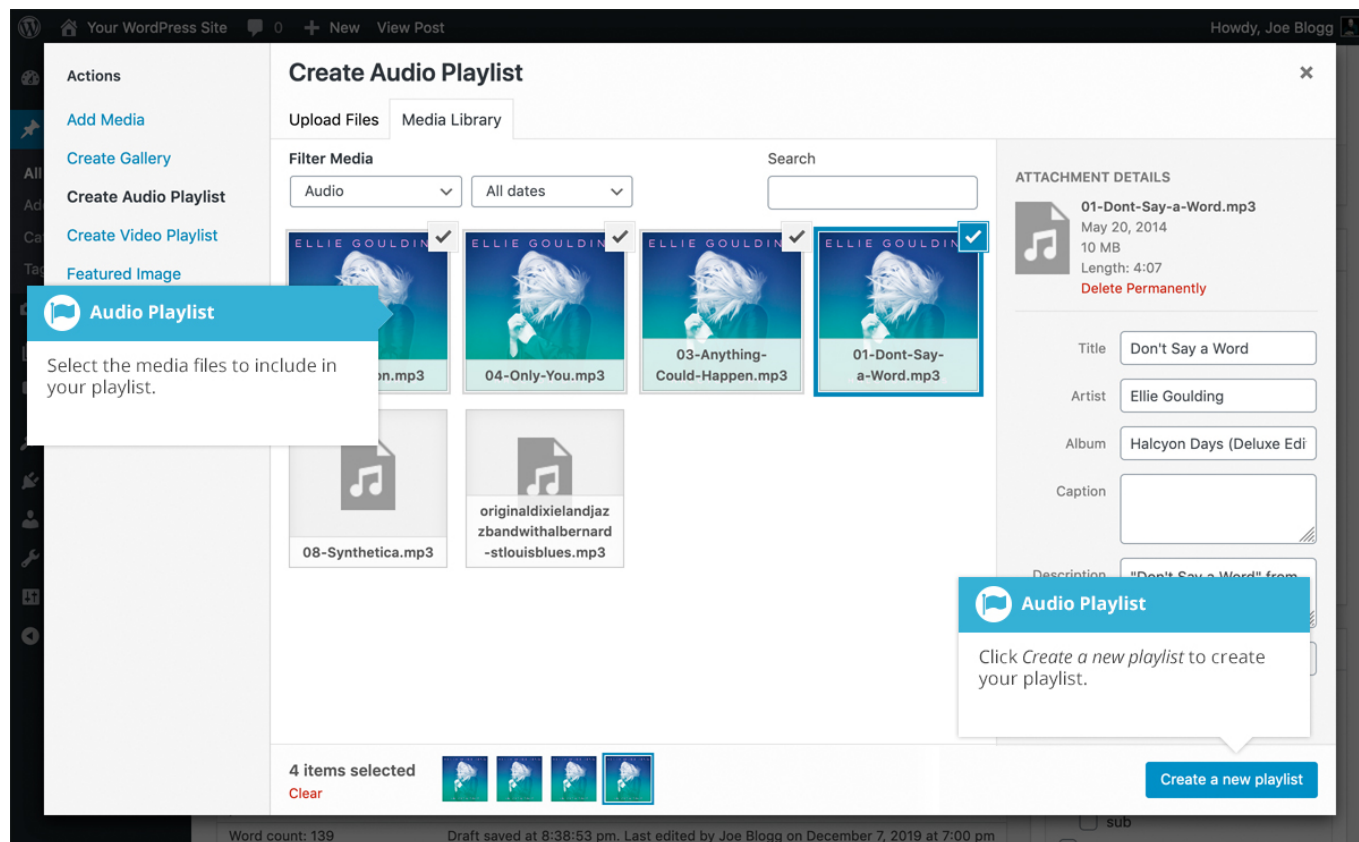 Your WordPress Site 0 + New View Post Howdy, Joe Blogg
Actions
Add Media
Create Gallery
Create Audio Playlist
Create Video Playlist
Featured Image
All
Create Audio Playlist
Upload Files Media Library
Filter Media Search
Audio All dates
ELLIE GOULDIN ELLIE GOULDIN ELLIE GOULDIN ELLIE GOULDIN
on.mp3
04-Only-You.mp3
03-Anything-
Could-Happen.mp3
01-Dont-Say-
a-Word.mp3
08-Synthetica.mp3
originaldixielandjaz
zbandwithalbernard
-stlouisblues.mp3
Audio Playlist
Select the media files to include in
your playlist.
ATTACHMENT DETAILS
01-Dont-Say-a-Word.mp3
May 20, 2014
10 MB
Length: 4:07
Delete Permanently
Title Don't Say a Word
Artist Ellie Goulding
Album Halcyon Days (Deluxe Edi
Caption
Description "Don't Say a Word" from
Audio Playlist
Click Create a new playlist to create
your playlist.
4 items selected
Clear
Create a new playlist
sub
Word count: 139 Draft saved at 8:38:53 pm. Last edited by Joe Blogg on December 7, 2019 at 7:00 pm